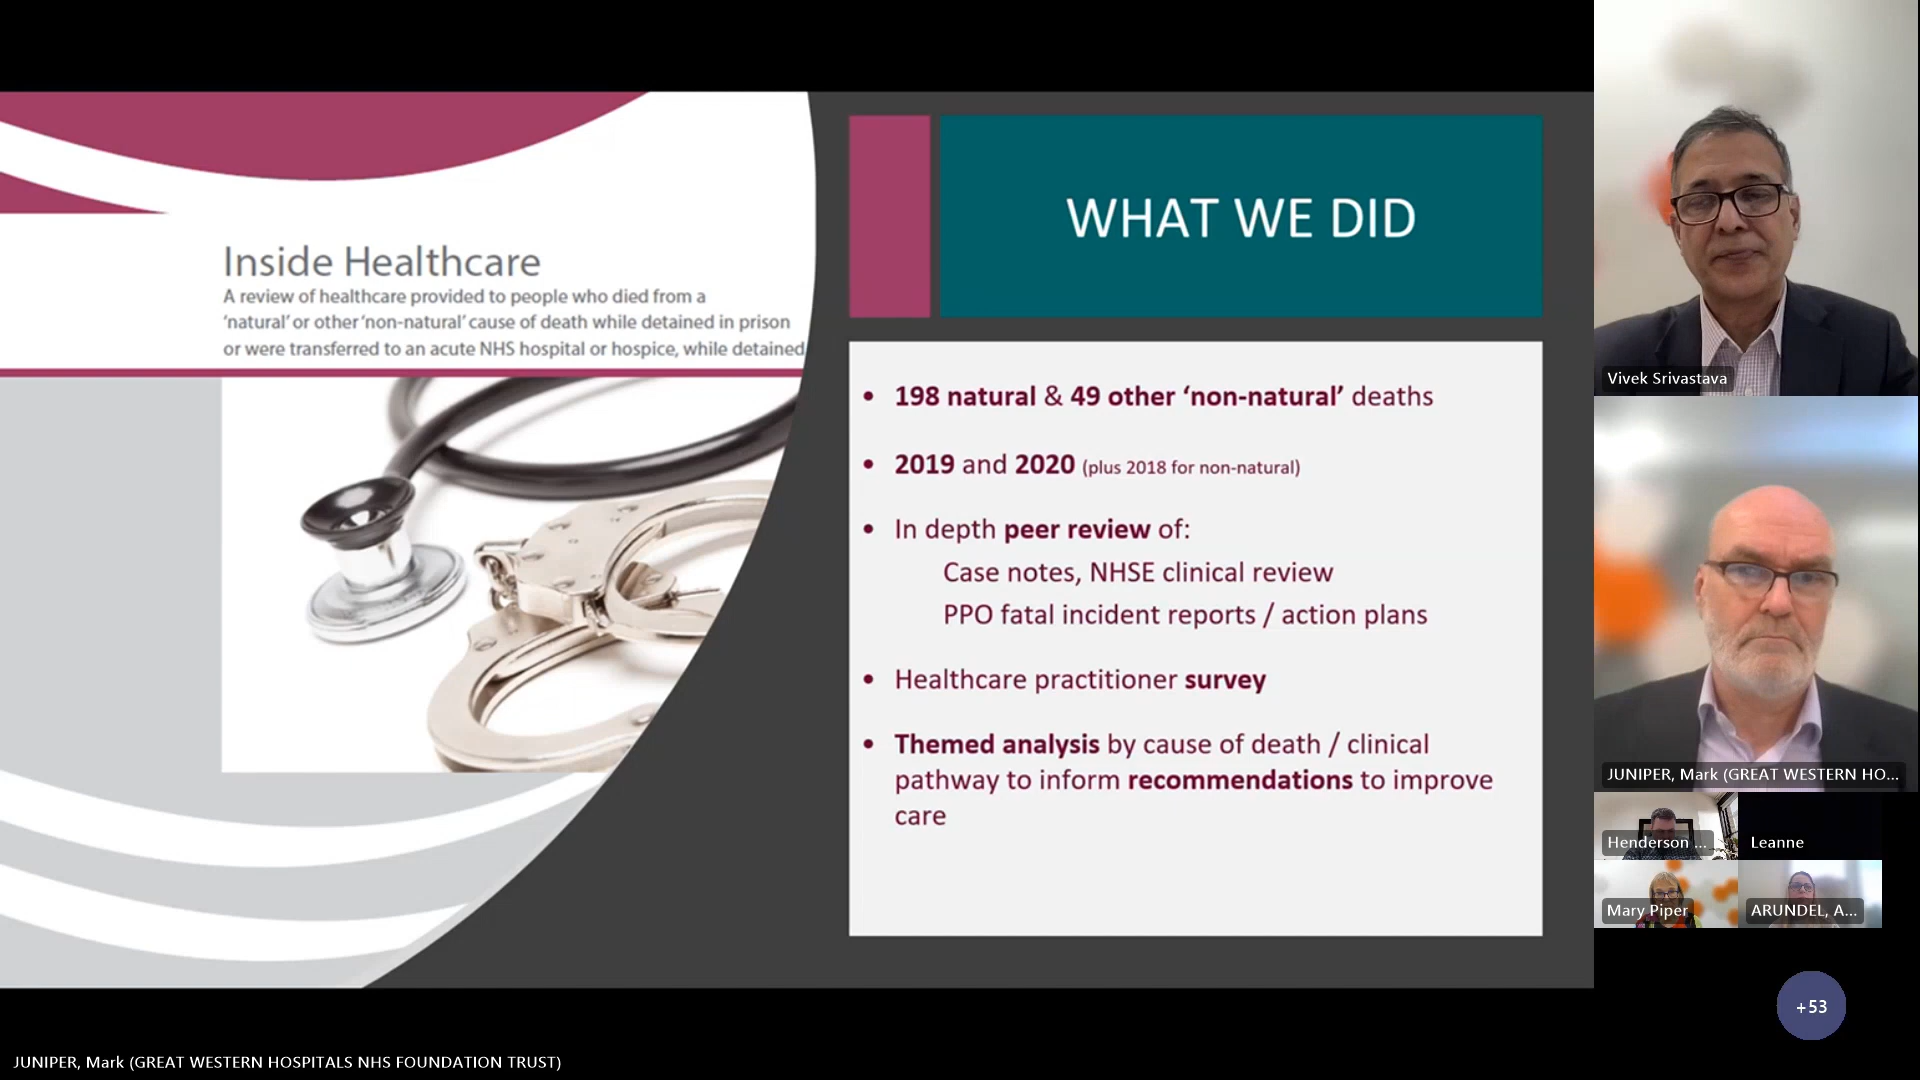 Inside Healthcare
A review of healthcare provided to people who died from a
‘natural’ or other ‘non-natural’ cause of death while detained in prison
or were transferred to an acute NHS hospital or hospice, while detained
WHAT WE DID
• 198 natural & 49 other ‘non-natural’ deaths
• 2019 and 2020 (plus 2018 for non-natural)
• In depth peer review of:
Case notes, NHSE clinical review
PPO fatal incident reports / action plans
• Healthcare practitioner survey
• Themed analysis by cause of death / clinical
pathway to inform recommendations to improve
care
Vivek Srivastava
JUNIPER, Mark (GREAT WESTERN HO...
Henderson ...
Leanne
Mary Piper
ARUNDEL, A...
+53
JUNIPER, Mark (GREAT WESTERN HOSPITALS NHS FOUNDATION TRUST)